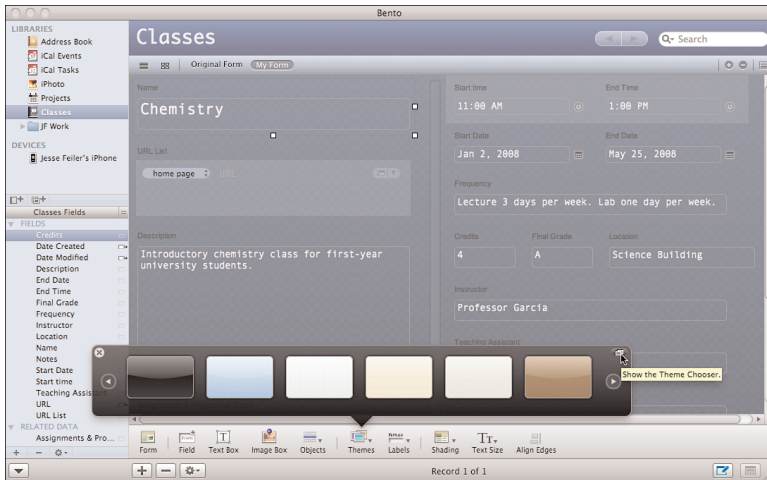 Bento
LIBRARIES
Address Book
iCal Events
iCal Tasks
iPhoto
Projects
Classes
JF Work
DEVICES
Jesse Feiler's iPhone
Classes Fields
FIELDS
Credits
Date Created
Date Modified
Description
End Date
End Time
Final Grade
Frequency
Instructor
Location
Name
Notes
Start Date
Start time
Teaching Assistant
URL
URL List
RELATED DATA
Assignments & Pro...
Classes
Search
Original Form My Form
Name
Chemistry
URL List
home page URL
Description
Introductory chemistry class for first-year
university students.
Start time End Time
11:00 AM 1:00 PM
Start Date End Date
Jan 2, 2008 May 25, 2008
Frequency
Lecture 3 days per week. Lab one day per week.
Credits Final Grade Location
4 A Science Building
Instructor
Professor Garcia
Teaching Assistant
Show the Theme Chooser.
Form Field Text Box Image Box Objects Themes Labels Shading Text Size Align Edges
Record 1 of 1